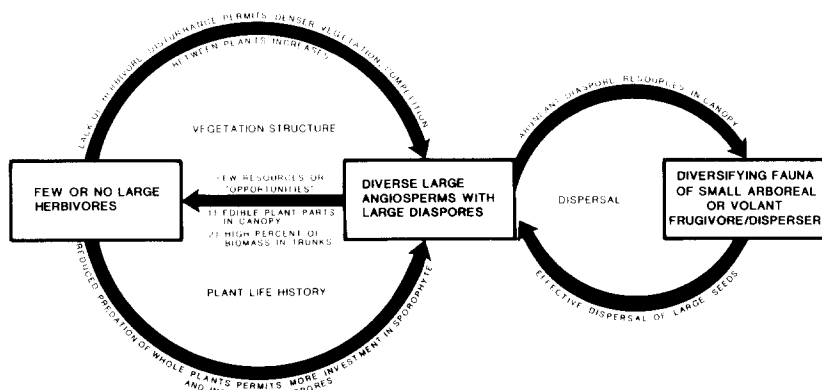 LACK OF HERBIVORE DISTURBANCE PERMITS DENSER VEGETATION, COMPETITION
BETWEEN PLANTS INCREASES
VEGETATION STRUCTURE
FEW OR NO LARGE
HERBIVORES
FEW RESOURCES OR
"OPPORTUNITIES"
1) EDIBLE PLANT PARTS
IN CANOPY
2) HIGH PERCENT OF
BIOMASS IN TRUNKS
PLANT LIFE HISTORY
REDUCED PREDATION OF WHOLE PLANTS PERMITS MORE INVESTMENT IN SPOROPHYTE
AND
DIVERSE LARGE
ANGIOSPERMS WITH
LARGE DIASPORES
ABUNDANT DIASPORE RESOURCES IN CANOPY
DISPERSAL
EFFECTIVE DISPERSAL OF LARGE SEEDS
DIVERSIFYING FAUNA
OF SMALL ARBOREAL
OR VOLANT
FRUGIVORE/DISPERSER